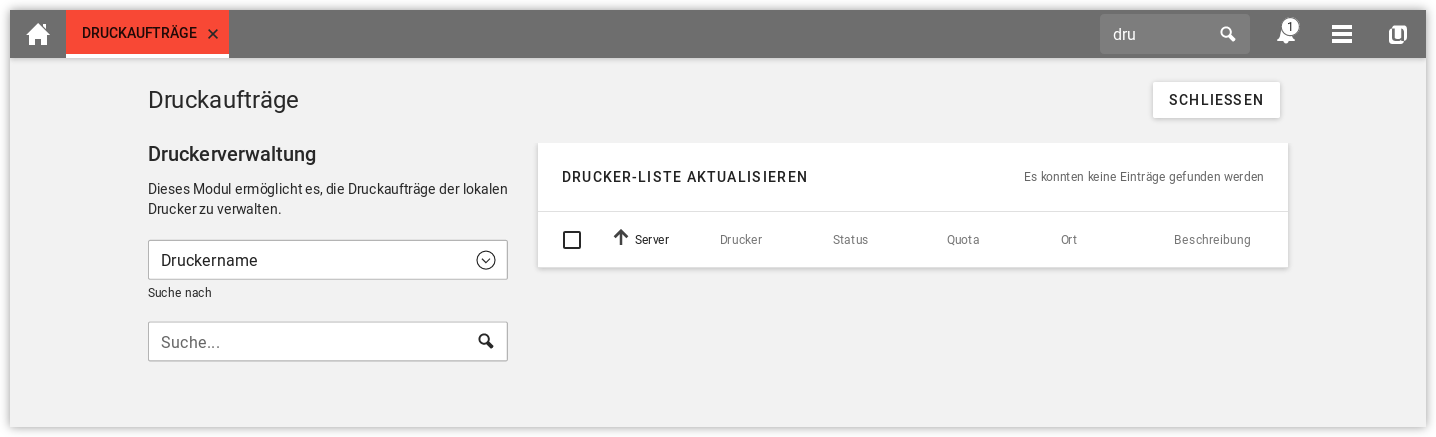 DRUCKAUFTRÄGE
dru
1
Druckaufträge
SCHLIESSEN
Druckerverwaltung
Dieses Modul ermöglicht es, die Druckaufträge der lokalen
Drucker zu verwalten.
Druckername
Suche nach
Suche...
DRUCKER-LISTE AKTUALISIEREN
Es konnten keine Einträge gefunden werden
Server Drucker Status Quota Ort Beschreibung